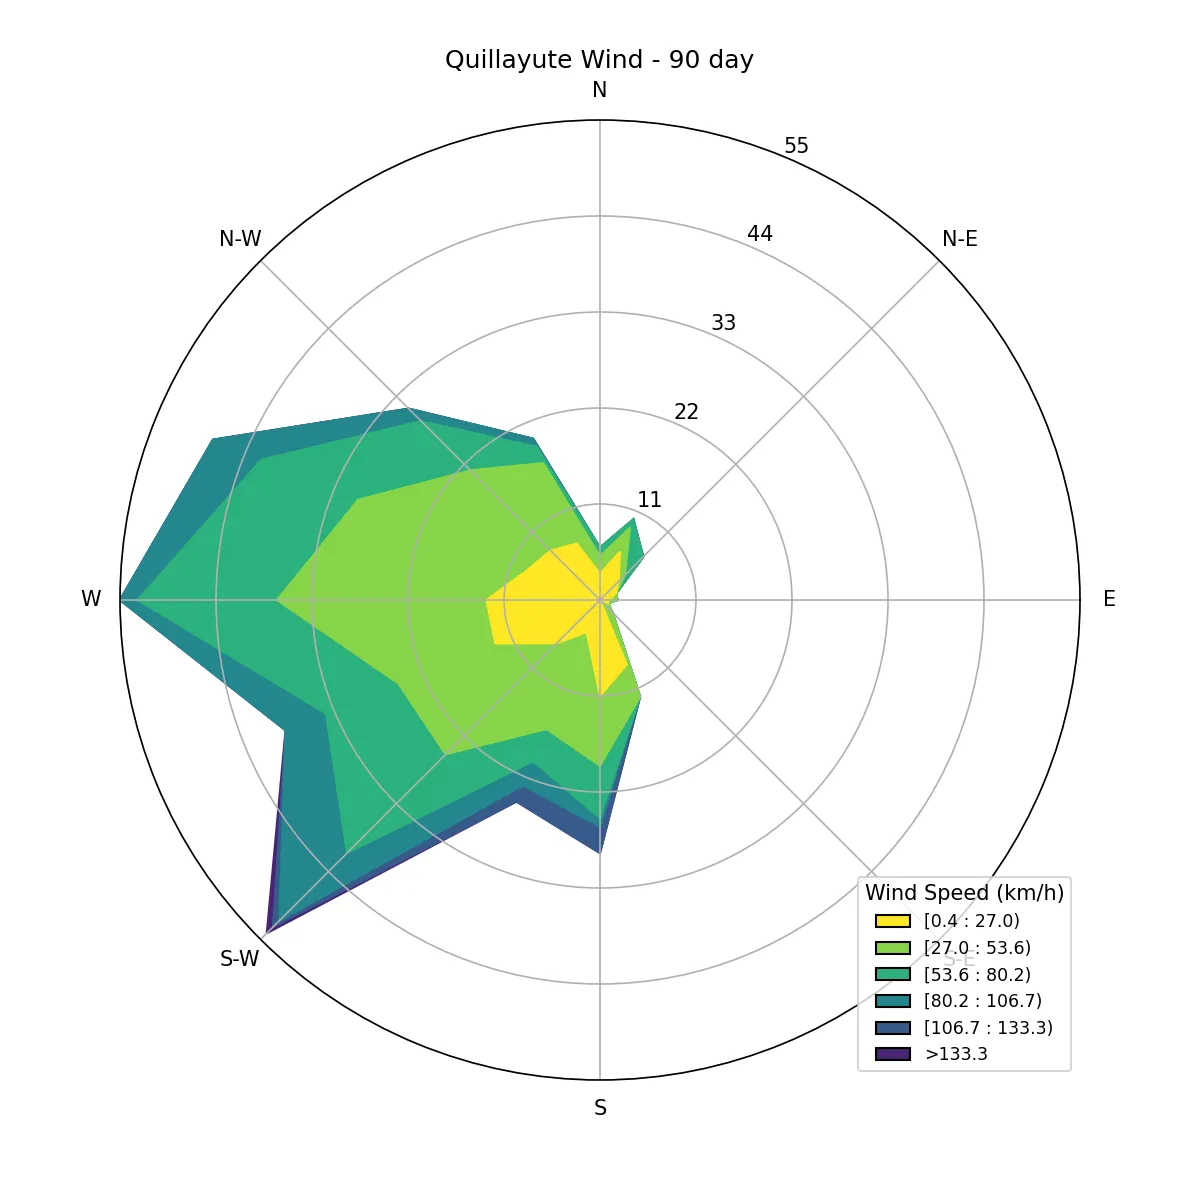 Quillayute Wind - 90 day
N
55
N-W
44
N-E
33
22
11
W
E
S-W
S-E
S
Wind Speed (km/h)
[0.4 : 27.0)
[27.0 : 53.6)
[53.6 : 80.2)
[80.2 : 106.7)
[106.7 : 133.3)
>133.3